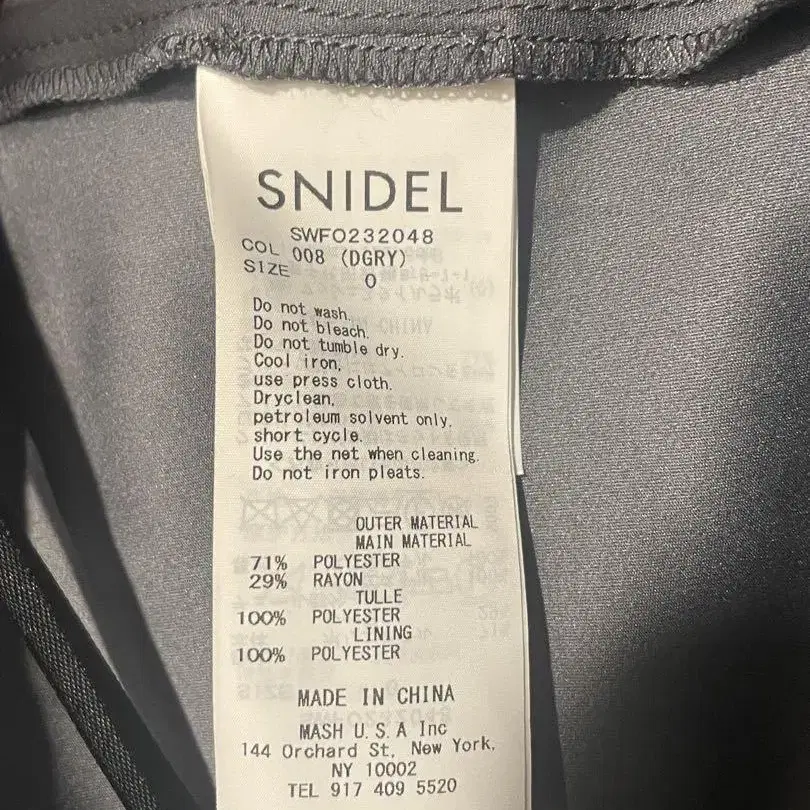 SNIDEL
SWFO232048
COL 008 (DGRY)
SIZE 0
Do not wash.
Do not bleach.
Do not tumble dry.
Cool iron.
use press cloth.
Dryclean.
petroleum solvent only.
short cycle.
Use the net when cleaning.
Do not iron pleats.
OUTER MATERIAL
MAIN MATERIAL
71% POLYESTER
29% RAYON
TULLE
100% POLYESTER
LINING
100% POLYESTER
MADE IN CHINA
MASH U.S.A Inc
144 Orchard St, New York,
NY 10002
TEL 917 409 5520